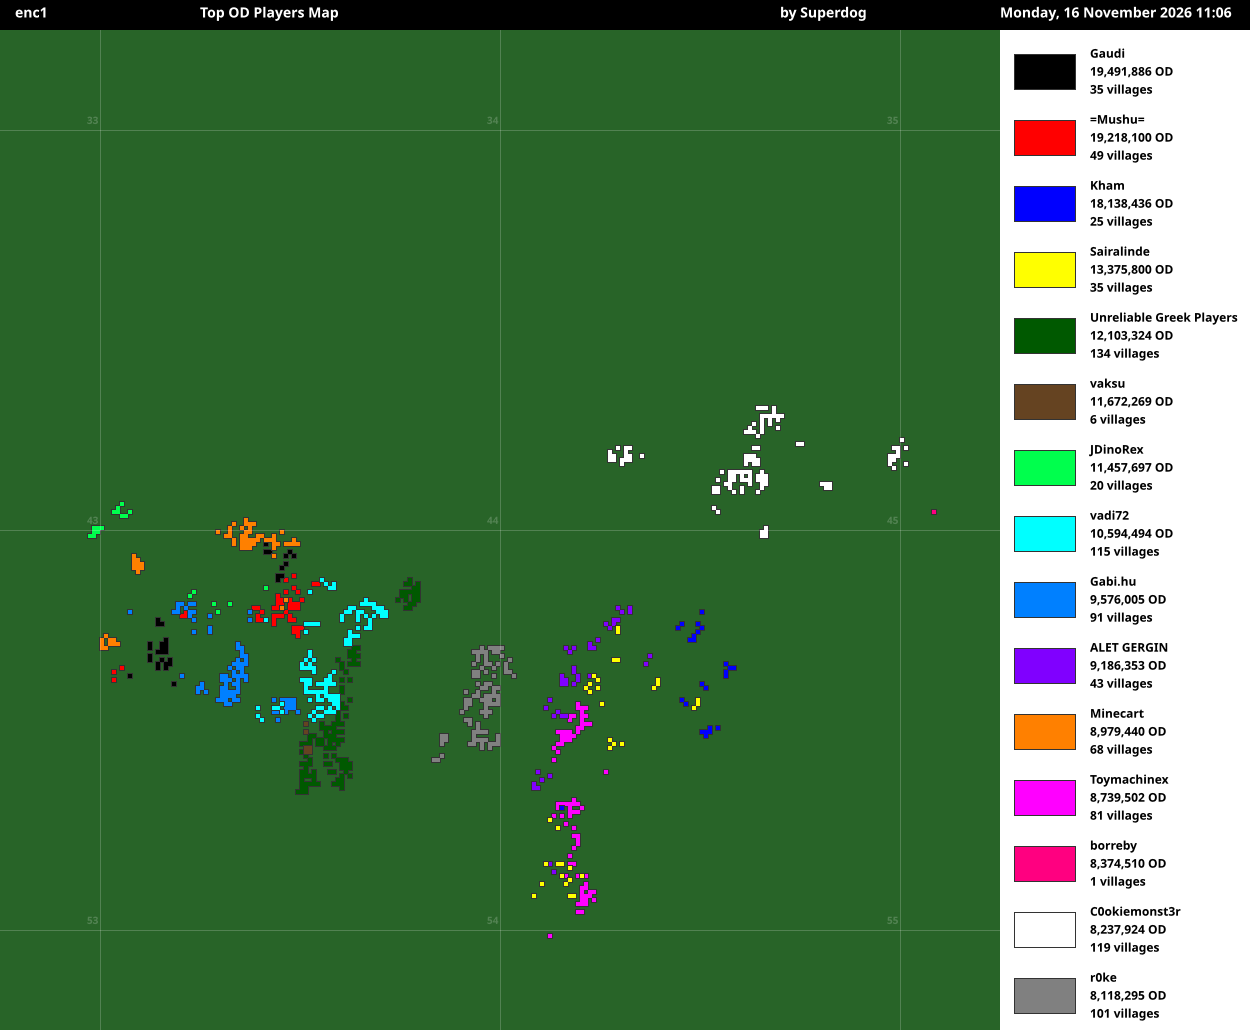 enc1 Top OD Players Map by Superdog Monday, 16 November 2026 11:06
33 34 35
43 44 45
53 54 55
Gaudi
19,491,886 OD
35 villages
=Mushu=
19,218,100 OD
49 villages
Kham
18,138,436 OD
25 villages
Sairalinde
13,375,800 OD
35 villages
Unreliable Greek Players
12,103,324 OD
134 villages
vaksu
11,672,269 OD
6 villages
JDinoRex
11,457,697 OD
20 villages
vadi72
10,594,494 OD
115 villages
Gabi.hu
9,576,005 OD
91 villages
ALET GERGIN
9,186,353 OD
43 villages
Minecart
8,979,440 OD
68 villages
Toymachinex
8,739,502 OD
81 villages
borreby
8,374,510 OD
1 villages
C0okiemonst3r
8,237,924 OD
119 villages
r0ke
8,118,295 OD
101 villages